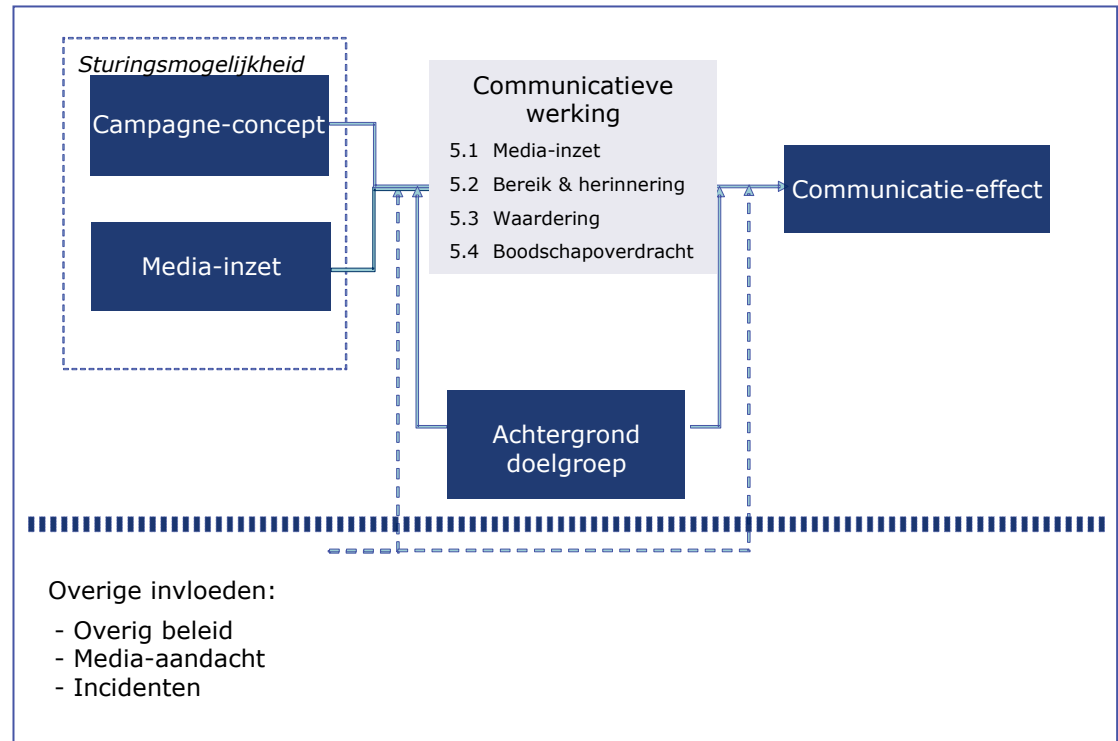 Sturingsmogelijkheid
Campagne-concept
Media-inzet
Communicatieve
werking
5.1 Media-inzet
5.2 Bereik & herinnering
5.3 Waardering
5.4 Boodschapoverdracht
Communicatie-effect
Achtergrond
doelgroep
Overige invloeden:
- Overig beleid
- Media-aandacht
- Incidenten